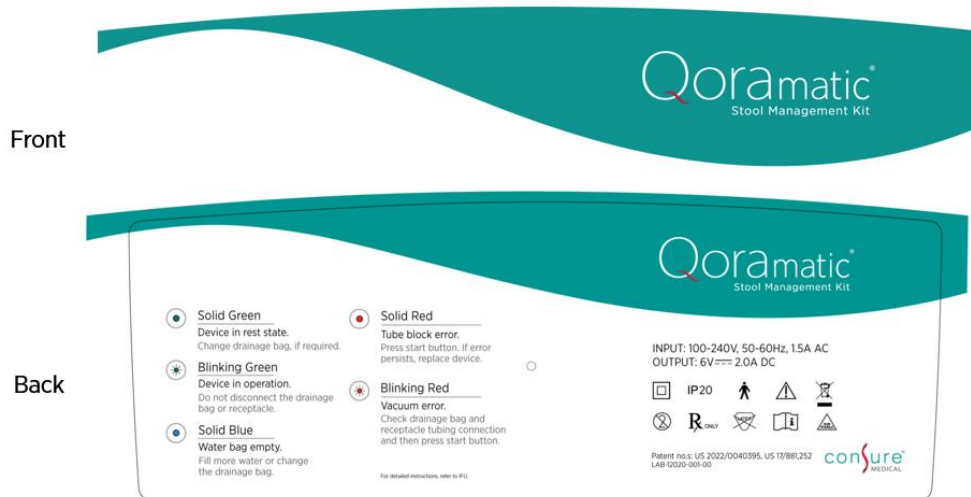 Front
Qoramatic®
Stool Management Kit
Back
Qoramatic®
Stool Management Kit
Solid Green
Device in rest state.
Change drainage bag, if required.
Blinking Green
Device in operation.
Do not disconnect the drainage
bag or receptacle.
Solid Blue
Water bag empty.
Fill more water or change
the drainage bag.
Solid Red
Tube block error.
Press start button. If error
persists, replace device.
Blinking Red
Vacuum error.
Check drainage bag and
receptacle tubing connection
and then press start button.
For detailed instructions, refer to IFU.
INPUT: 100-240V, 50-60Hz, 1.5A AC
OUTPUT: 6V⎓2.0A DC
IP20
Rx ONLY
LATEX
Patent no.s: US 2022/0040395, US 17/881,252
LAB-12020-001-00
consure®
MEDICAL